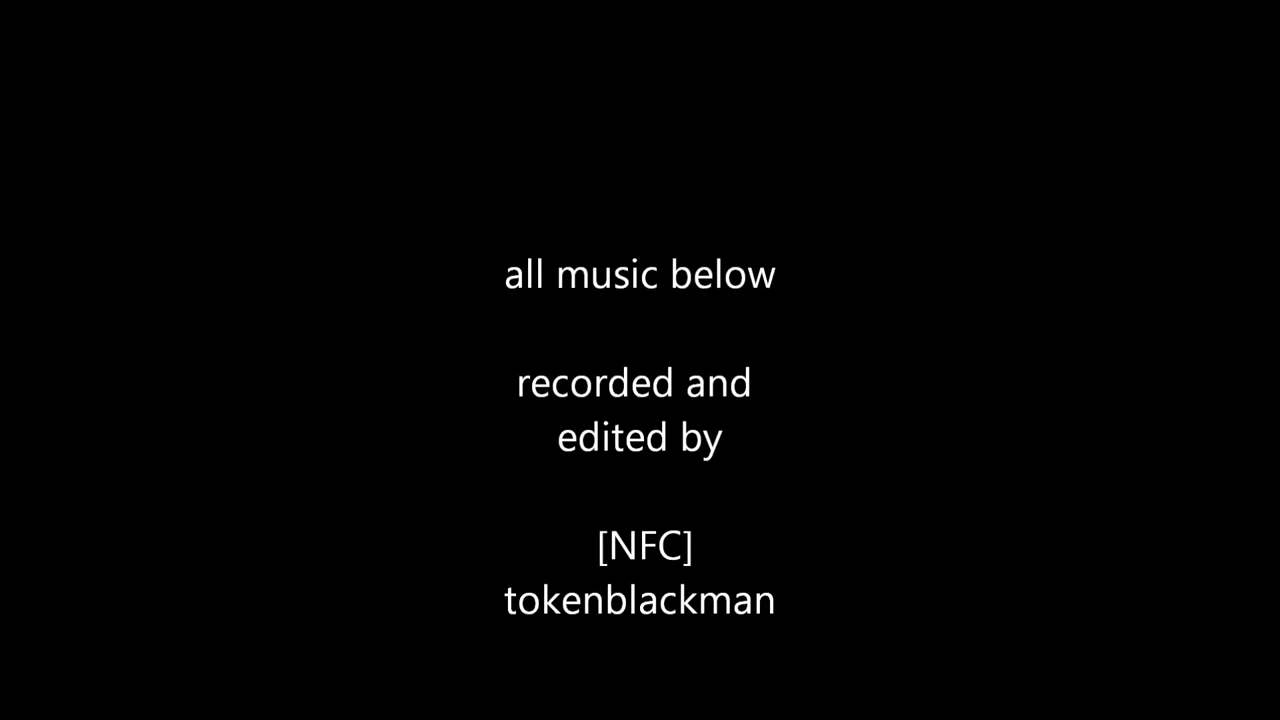 all music below
recorded and
edited by
[NFC]
tokenblackman